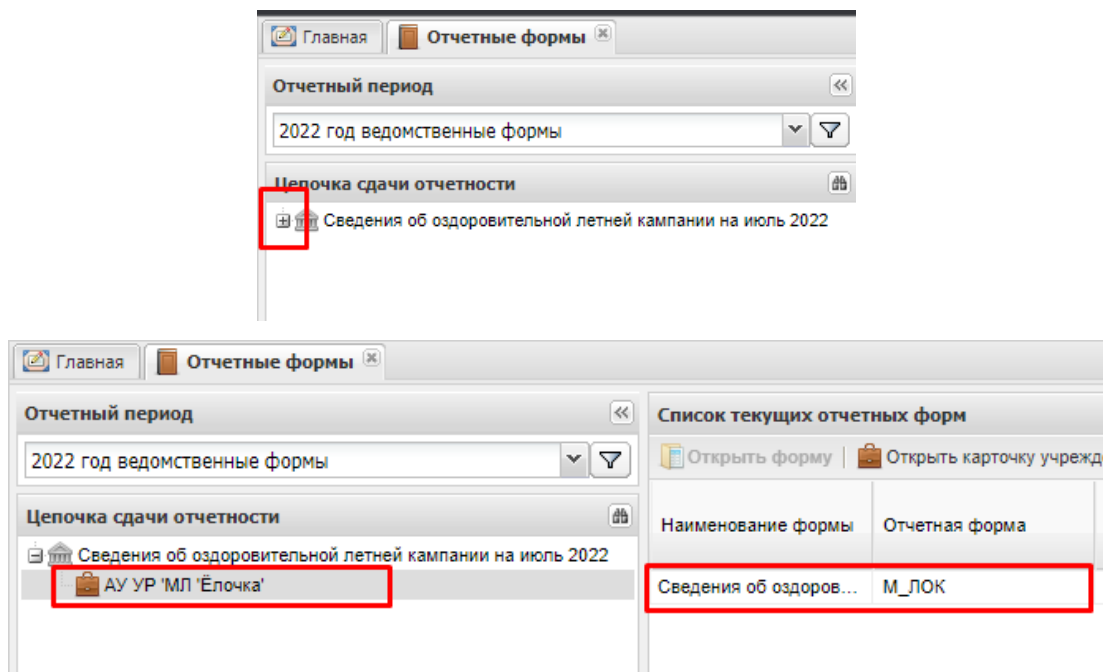 Главная Отчетные формы
Отчетный период
2022 год ведомственные формы
Цепочка сдачи отчетности
Сведения об оздоровительной летней кампании на июль 2022
Главная Отчетные формы
Отчетный период
2022 год ведомственные формы
Цепочка сдачи отчетности
Сведения об оздоровительной летней кампании на июль 2022
АУ УР 'МЛ 'Ёлочка'
Список текущих отчетных форм
Открыть форму Открыть карточку учрежд
Наименование формы Отчетная форма
Сведения об оздоров... М_ЛОК